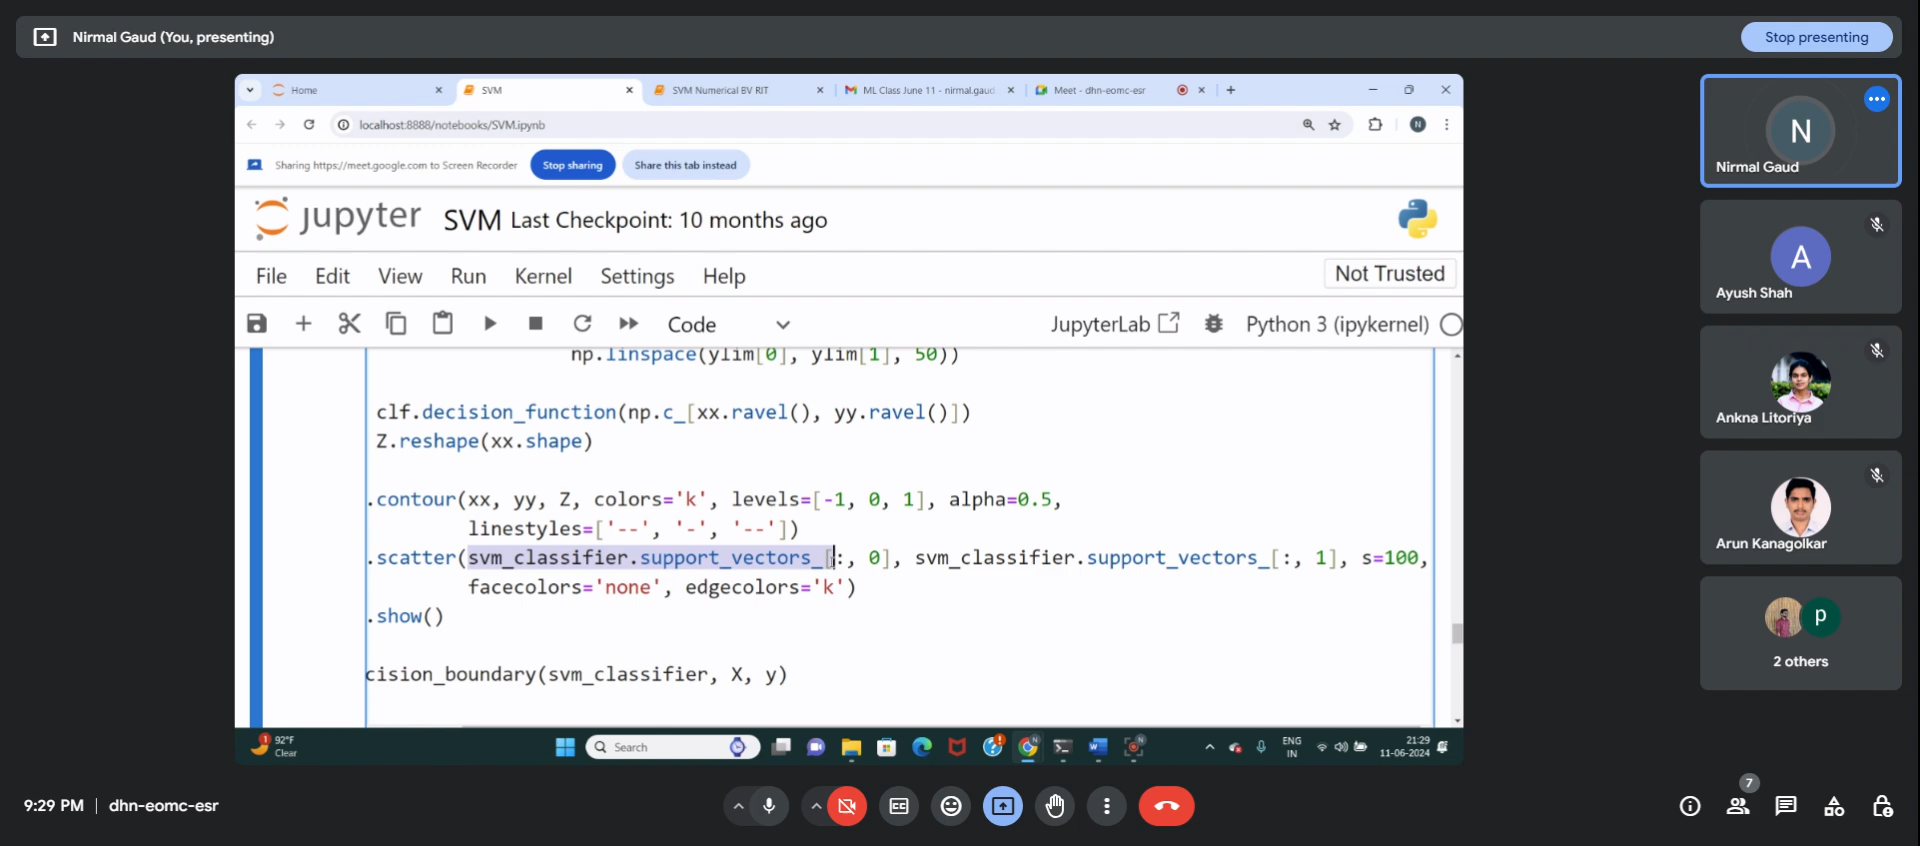 Nirmal Gaud (You, presenting)
Stop presenting
Home
SVM
SVM Numerical BV RIT
ML Class June 11 - nirmal.gaud
Meet - dhn-eomc-esr
localhost:8888/notebooks/SVM.ipynb
N
Sharing https://meet.google.com to Screen Recorder
Stop sharing
Share this tab instead
jupyter
SVM Last Checkpoint: 10 months ago
File Edit View Run Kernel Settings Help
Not Trusted
Code
JupyterLab
Python 3 (ipykernel)
np.linspace(ylim[0], ylim[1], 50))
clf.decision_function(np.c_[xx.ravel(), yy.ravel()])
Z.reshape(xx.shape)
.contour(xx, yy, Z, colors='k', levels=[-1, 0, 1], alpha=0.5,
linestyles=['--', '-', '--'])
.scatter(svm_classifier.support_vectors_[:, 0], svm_classifier.support_vectors_[:, 1], s=100,
facecolors='none', edgecolors='k')
.show()
cision_boundary(svm_classifier, X, y)
1
92°F
Clear
Search
ENG
IN
21:29
11-06-2024
N
Nirmal Gaud
A
Ayush Shah
Ankna Litoriya
Arun Kanagolkar
p
2 others
9:29 PM | dhn-eomc-esr
7